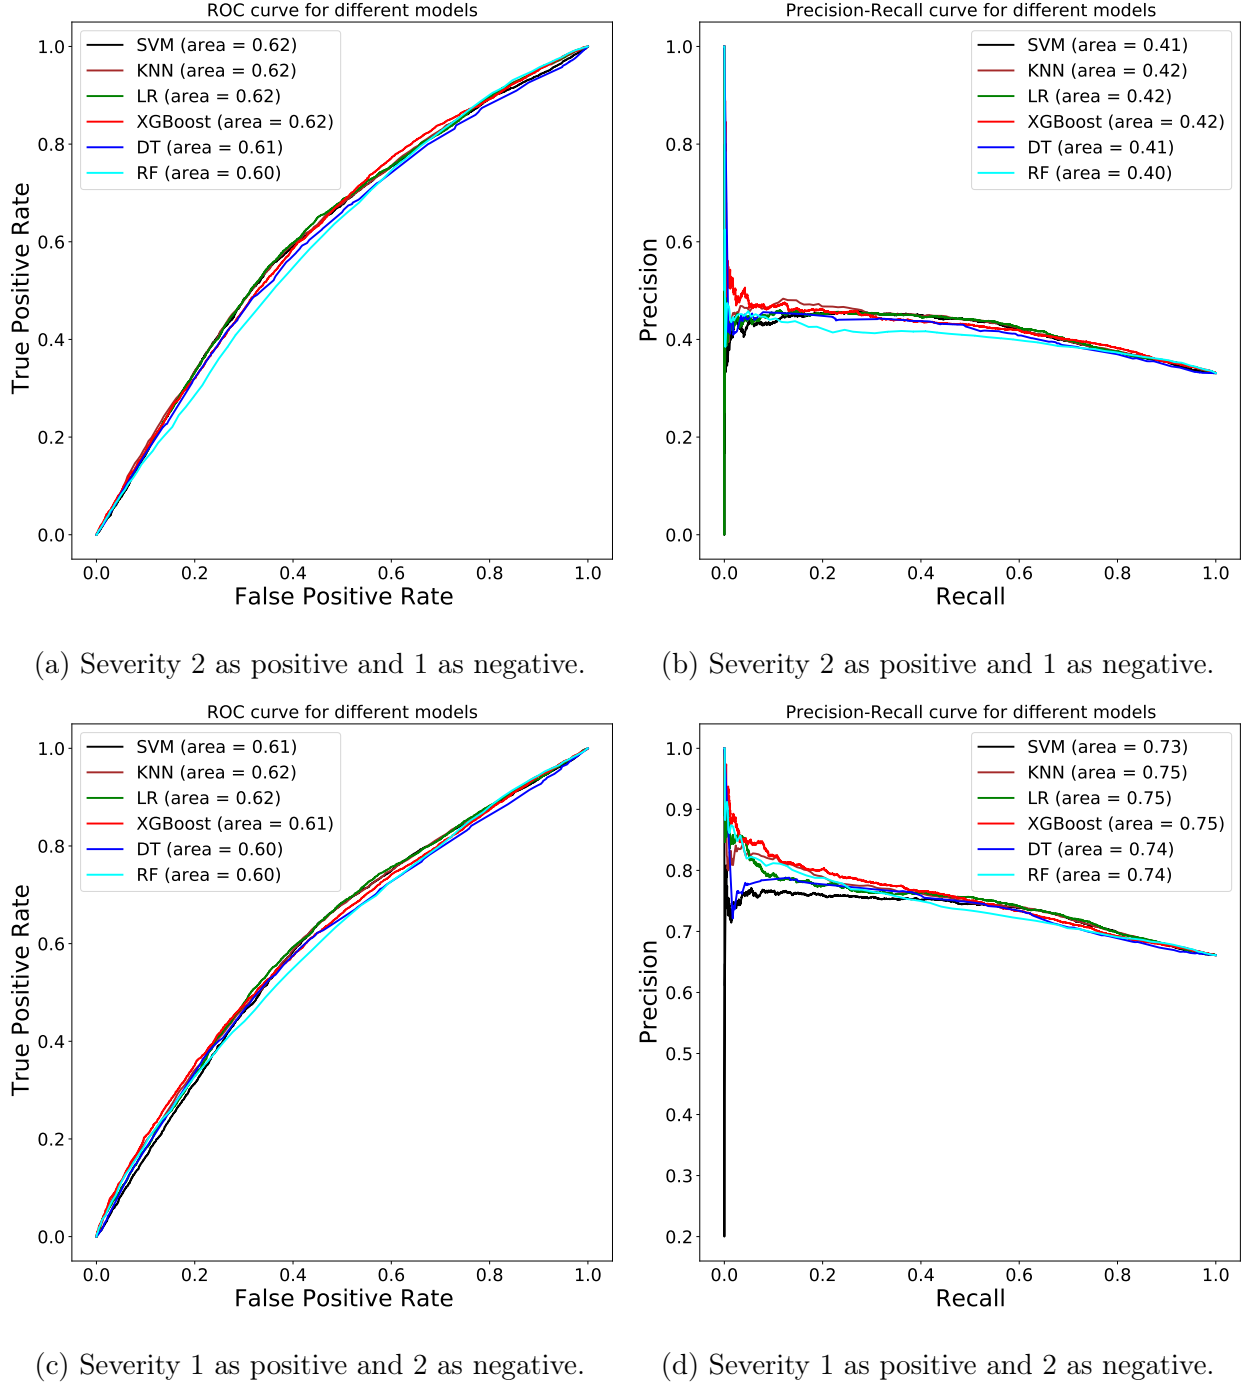 ROC curve for different models
SVM (area = 0.62)
KNN (area = 0.62)
LR (area = 0.62)
XGBoost (area = 0.62)
DT (area = 0.61)
RF (area = 0.60)
True Positive Rate
1.0
0.8
0.6
0.4
0.2
0.0
0.0 0.2 0.4 0.6 0.8 1.0
False Positive Rate
(a) Severity 2 as positive and 1 as negative.
Precision-Recall curve for different models
SVM (area = 0.41)
KNN (area = 0.42)
LR (area = 0.42)
XGBoost (area = 0.42)
DT (area = 0.41)
RF (area = 0.40)
Precision
1.0
0.8
0.6
0.4
0.2
0.0
0.0 0.2 0.4 0.6 0.8 1.0
Recall
(b) Severity 2 as positive and 1 as negative.
ROC curve for different models
SVM (area = 0.61)
KNN (area = 0.62)
LR (area = 0.62)
XGBoost (area = 0.61)
DT (area = 0.60)
RF (area = 0.60)
True Positive Rate
1.0
0.8
0.6
0.4
0.2
0.0
0.0 0.2 0.4 0.6 0.8 1.0
False Positive Rate
(c) Severity 1 as positive and 2 as negative.
Precision-Recall curve for different models
SVM (area = 0.73)
KNN (area = 0.75)
LR (area = 0.75)
XGBoost (area = 0.75)
DT (area = 0.74)
RF (area = 0.74)
Precision
1.0
0.9
0.8
0.7
0.6
0.5
0.4
0.3
0.2
0.0 0.2 0.4 0.6 0.8 1.0
Recall
(d) Severity 1 as positive and 2 as negative.